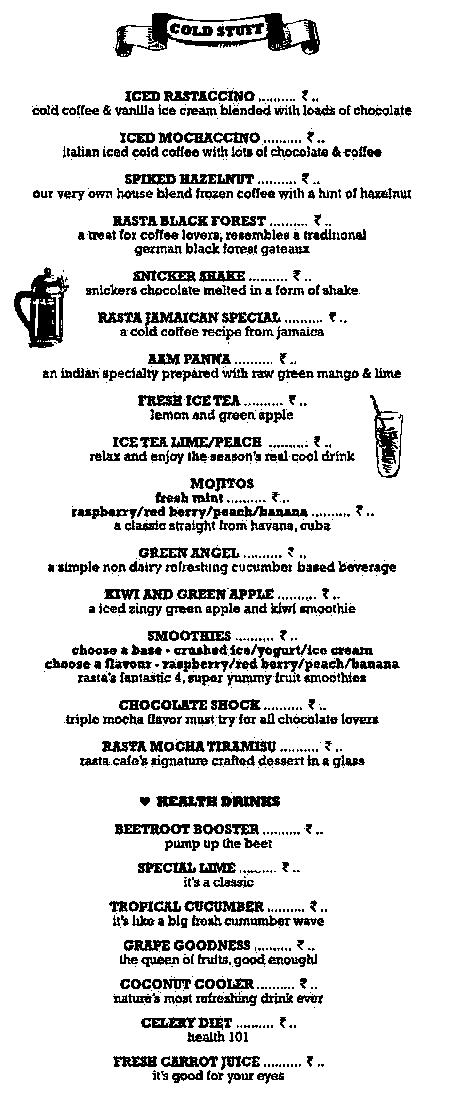 COLD STUFF
ICED RASTACCINO .......... ₹ ..
cold coffee & vanilla ice cream blended with loads of chocolate
ICED MOCHACCINO .......... ₹ ..
italian iced cold coffee with lots of chocolate & coffee
SPIKED HAZELNUT .......... ₹ ..
our very own house blend frozen coffee with a hint of hazelnut
RASTA BLACK FOREST .......... ₹ ..
a treat for coffee lovers, resembles a traditional
german black forest gateaux
SNICKER SHAKE .......... ₹ ..
snickers chocolate melted in a form of shake
RASTA JAMAICAN SPECIAL .......... ₹ ..
a cold coffee recipe from jamaica
AAM PANNA .......... ₹ ..
an indian specialty prepared with raw green mango & lime
FRESH ICE TEA .......... ₹ ..
lemon and green apple
ICE TEA LIME/PEACH .......... ₹ ..
relax and enjoy the season's real cool drink
MOJITOS
fresh mint .......... ₹ ..
raspberry/red berry/peach/banana .......... ₹ ..
a classic straight from havana, cuba
GREEN ANGEL .......... ₹ ..
a simple non dairy refreshing cucumber based beverage
KIWI AND GREEN APPLE .......... ₹ ..
a iced zingy green apple and kiwi smoothie
SMOOTHIES .......... ₹ ..
choose a base - crushed ice/yogurt/ice cream
choose a flavour - raspberry/red berry/peach/banana
rasta's fantastic 4, super yummy fruit smoothies
CHOCOLATE SHOCK .......... ₹ ..
triple mocha flavor must try for all chocolate lovers
RASTA MOCHA TIRAMISU .......... ₹ ..
rasta cafe's signature crafted dessert in a glass
♥ HEALTH DRINKS
BEETROOT BOOSTER .......... ₹ ..
pump up the beet
SPECIAL LIME .......... ₹ ..
it's a classic
TROPICAL CUCUMBER .......... ₹ ..
it's like a big fresh cumumber wave
GRAPE GOODNESS .......... ₹ ..
the queen of fruits, good enough!
COCONUT COOLER .......... ₹ ..
nature's most refreshing drink ever
CELERY DIET .......... ₹ ..
health 101
FRESH CARROT JUICE .......... ₹ ..
it's good for your eyes